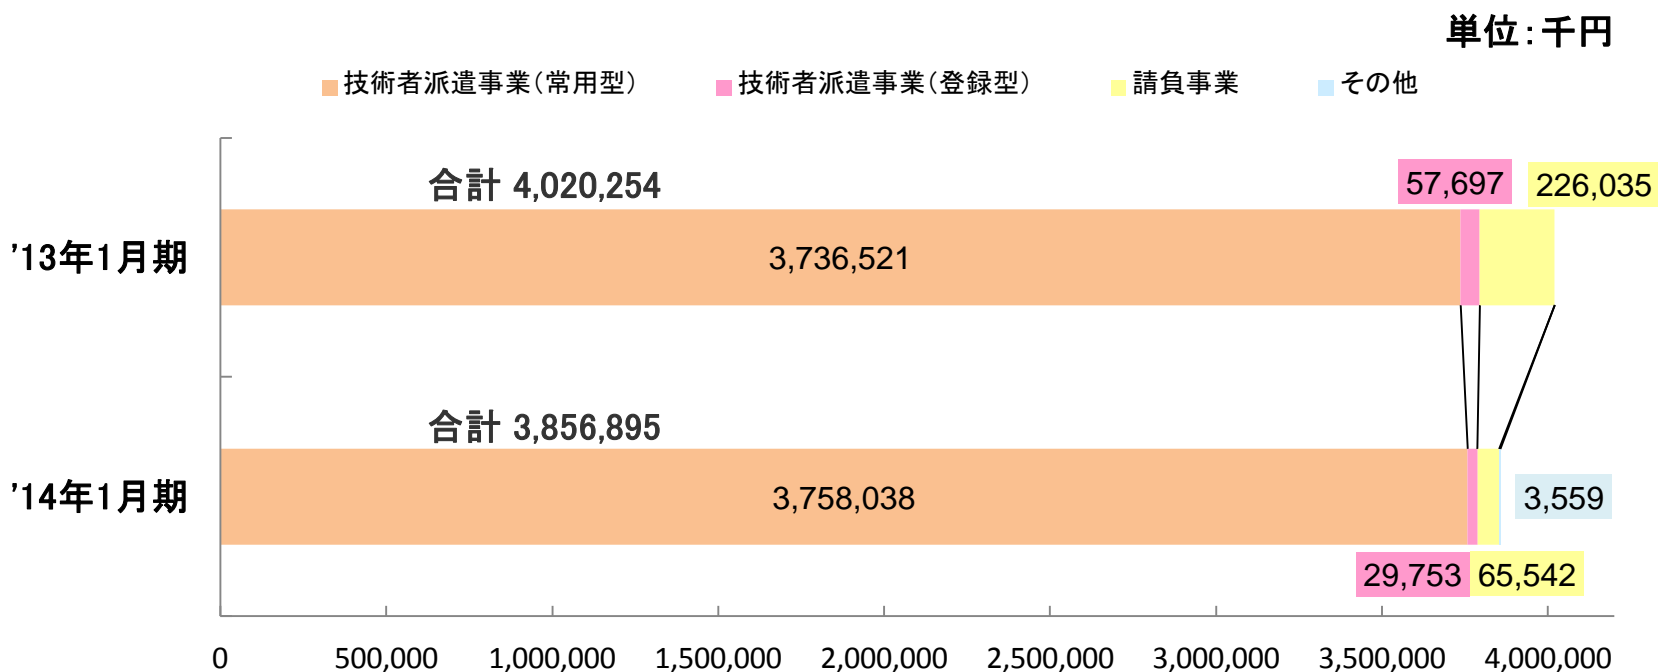 単位:千円
技術者派遣事業(常用型) 技術者派遣事業(登録型) 請負事業 その他
合計 4,020,254
57,697
226,035
'13年1月期
3,736,521
合計 3,856,895
'14年1月期
3,758,038
3,559
29,753
65,542
0 500,000 1,000,000 1,500,000 2,000,000 2,500,000 3,000,000 3,500,000 4,000,000